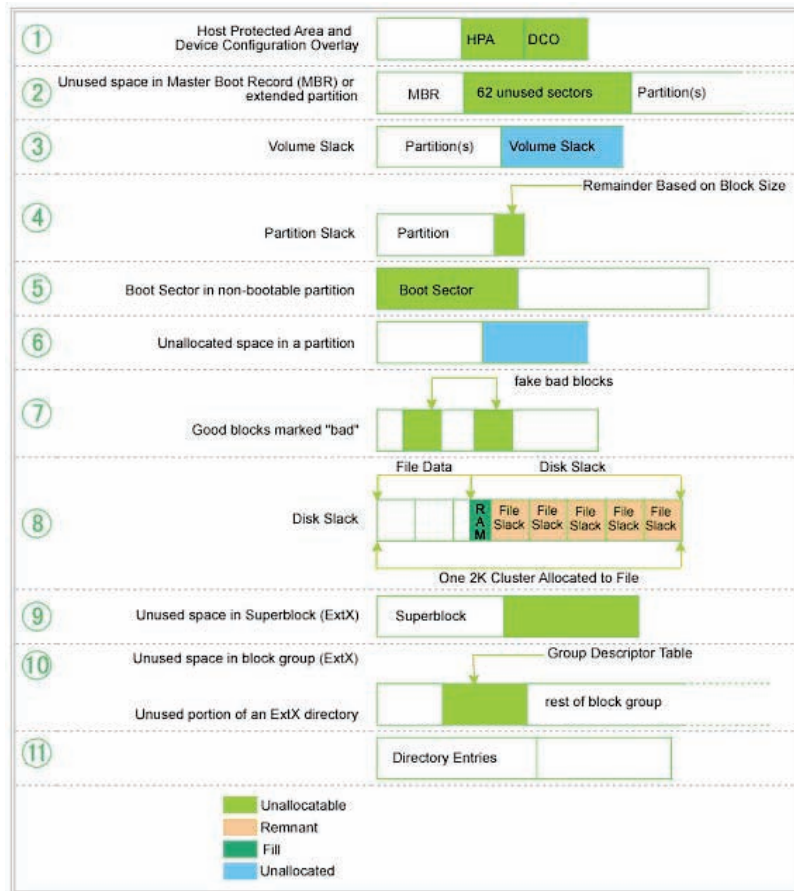 ① Host Protected Area and
Device Configuration Overlay
HPA DCO
② Unused space in Master Boot Record (MBR) or
extended partition
MBR 62 unused sectors Partition(s)
③ Volume Slack Partition(s) Volume Slack
Remainder Based on Block Size
④ Partition Slack Partition
⑤ Boot Sector in non-bootable partition Boot Sector
⑥ Unallocated space in a partition
fake bad blocks
⑦ Good blocks marked "bad"
File Data Disk Slack
⑧ Disk Slack
RAM
File Slack
File Slack
File Slack
File Slack
File Slack
One 2K Cluster Allocated to File
⑨ Unused space in Superblock (ExtX) Superblock
⑩ Unused space in block group (ExtX) Group Descriptor Table
rest of block group
Unused portion of an ExtX directory
⑪ Directory Entries
Unallocatable
Remnant
Fill
Unallocated